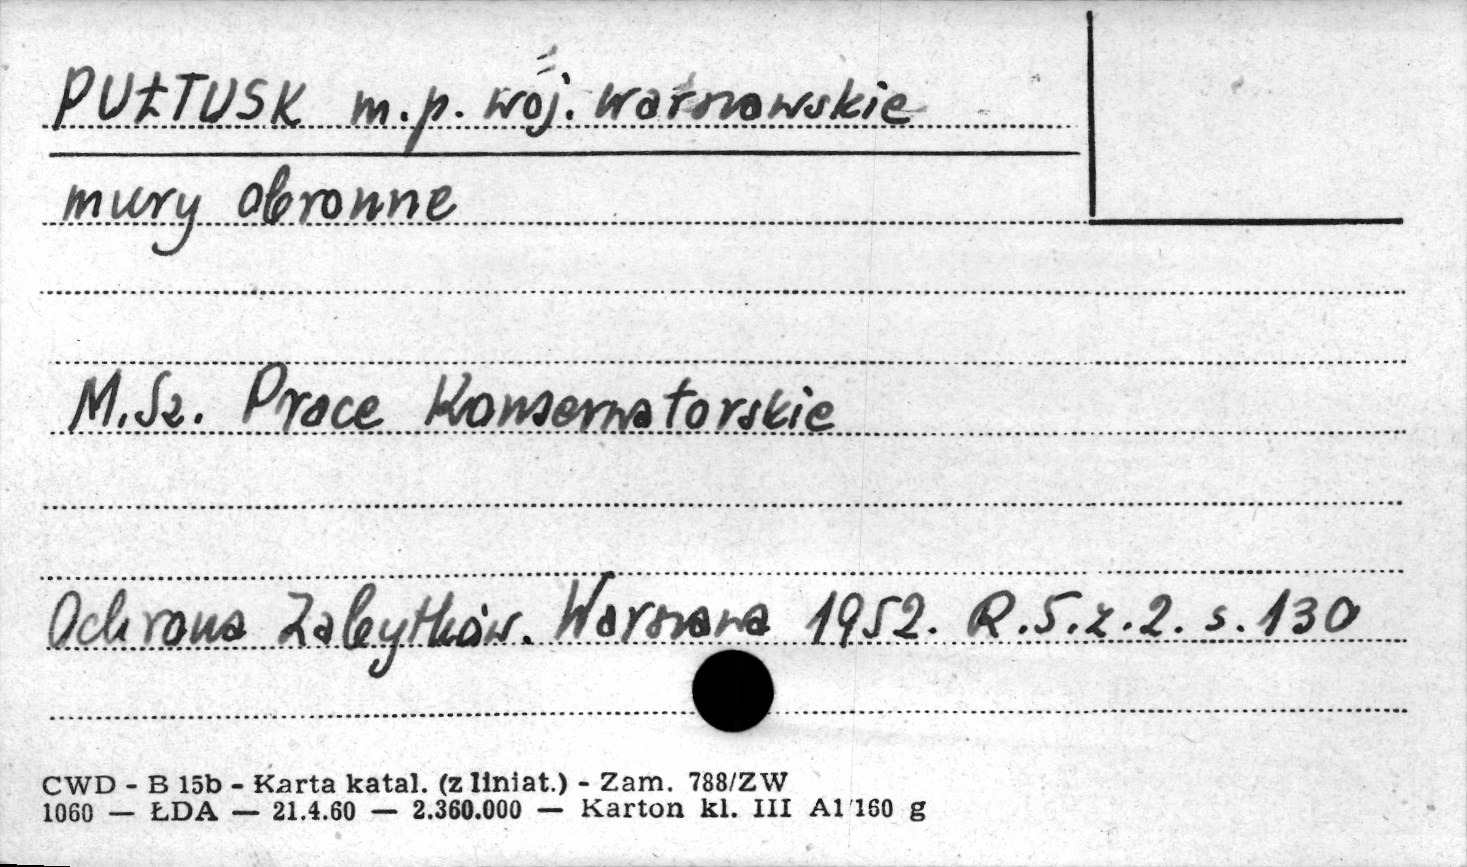 PUŁTUSK m.p. woj. warszawskie
mury obronne
M.Sz. Prace Konserwatorskie
Ochrona Zabytków. Warszawa 1952. R.5.z.2. s.130
CWD - B 15b - Karta katal. (z liniat.) - Zam. 788/ZW
1060 — ŁDA — 21.4.60 — 2.360.000 — Karton kl. III A1/160 g